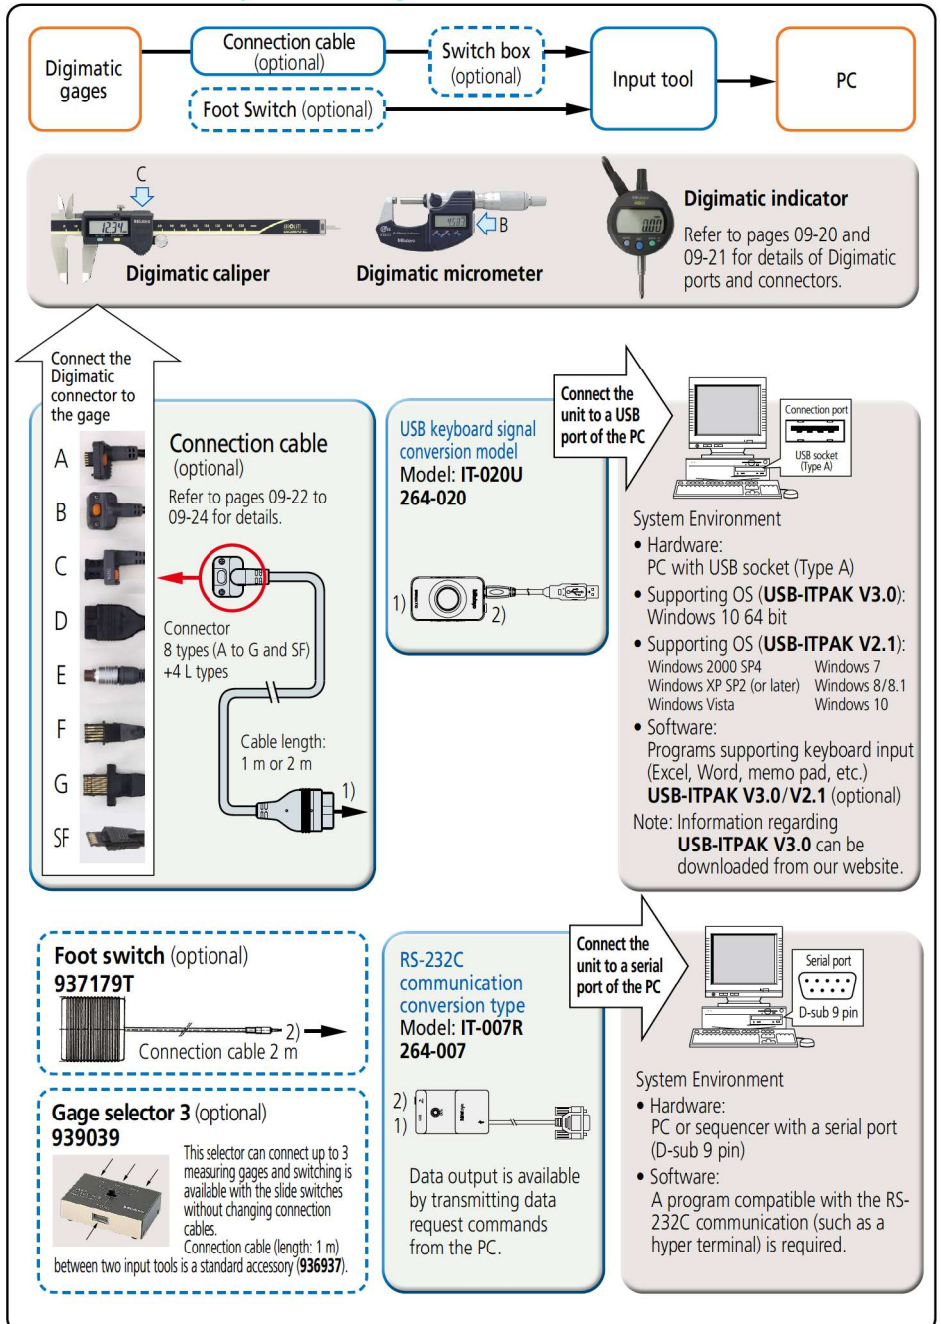 Digimatic
gages
Connection cable
(optional)
Switch box
(optional)
Foot Switch (optional)
Input tool
PC
C
B
Digimatic caliper
Digimatic micrometer
Digimatic indicator
Refer to pages 09-20 and
09-21 for details of Digimatic
ports and connectors.
Connect the
Digimatic
connector to
the gage
A
B
C
D
E
F
G
SF
Connection cable
(optional)
Refer to pages 09-22 to
09-24 for details.
Connector
8 types (A to G and SF)
+4 L types
Cable length:
1 m or 2 m
1)
USB keyboard signal
conversion model
Model: IT-020U
264-020
1)
2)
Connect the
unit to a USB
port of the PC
Connection port
USB socket
(Type A)
System Environment
• Hardware:
PC with USB socket (Type A)
• Supporting OS (USB-ITPAK V3.0):
Windows 10 64 bit
• Supporting OS (USB-ITPAK V2.1):
Windows 2000 SP4 Windows 7
Windows XP SP2 (or later) Windows 8/8.1
Windows Vista Windows 10
• Software:
Programs supporting keyboard input
(Excel, Word, memo pad, etc.)
USB-ITPAK V3.0/V2.1 (optional)
Note: Information regarding
USB-ITPAK V3.0 can be
downloaded from our website.
Foot switch (optional)
937179T
2)
Connection cable 2 m
Gage selector 3 (optional)
939039
This selector can connect up to 3
measuring gages and switching is
available with the slide switches
without changing connection
cables.
Connection cable (length: 1 m)
between two input tools is a standard accessory (936937).
RS-232C
communication
conversion type
Model: IT-007R
264-007
2)
1)
Data output is available
by transmitting data
request commands
from the PC.
Connect the
unit to a serial
port of the PC
Serial port
D-sub 9 pin
System Environment
• Hardware:
PC or sequencer with a serial port
(D-sub 9 pin)
• Software:
A program compatible with the RS-
232C communication (such as a
hyper terminal) is required.